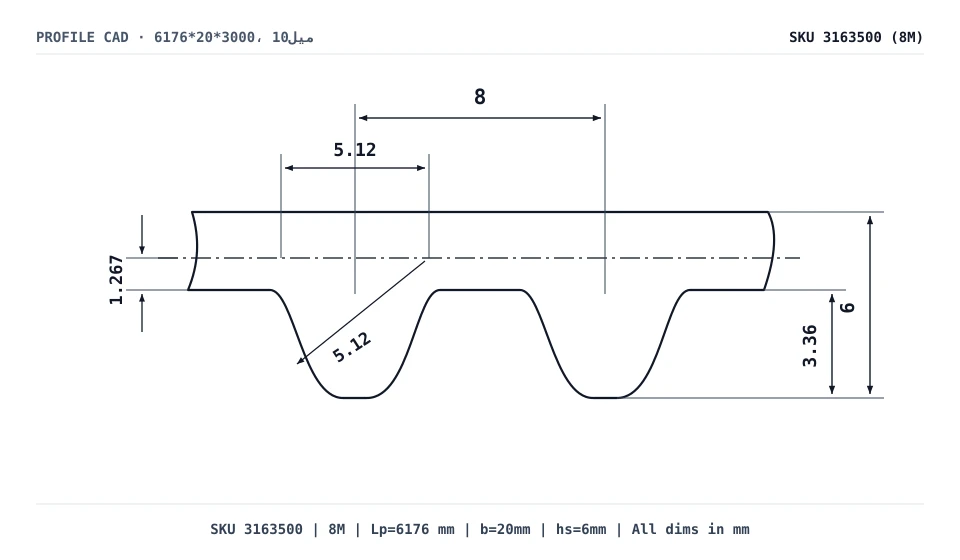 PROFILE CAD · 6176*20*3000، 10ميل
SKU 3163500 (8M)
8
5.12
1.267
5.12
3.36
6
SKU 3163500 | 8M | Lp=6176 mm | b=20mm | hs=6mm | All dims in mm